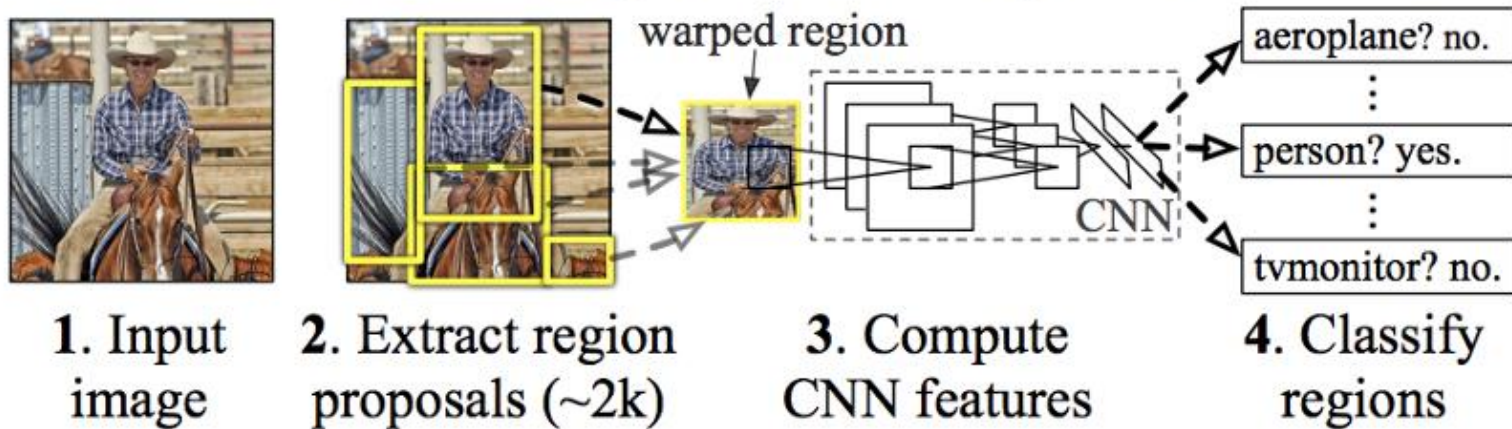 warped region
aeroplane? no.
⋮
person? yes.
CNN
⋮
tvmonitor? no.
1. Input
image
2. Extract region
proposals (~2k)
3. Compute
CNN features
4. Classify
regions